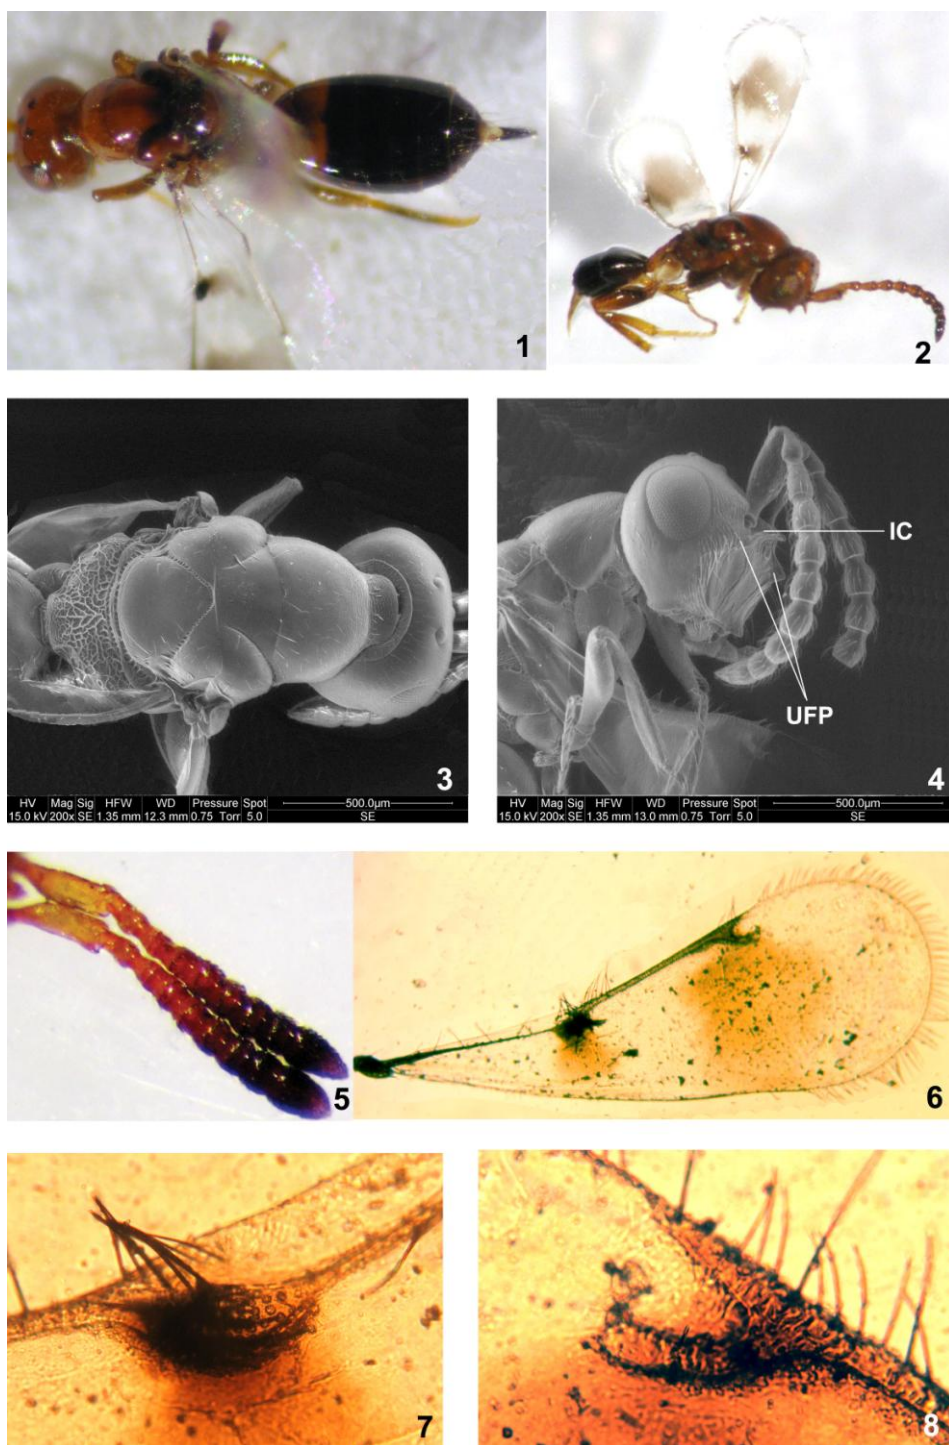 1
2
IC
UFP
3
4
HV Mag Sig HFW WD Pressure Spot 500.0µm
15.0 kV 200x SE 1.35 mm 12.3 mm 0.75 Torr 5.0 SE
HV Mag Sig HFW WD Pressure Spot 500.0µm
15.0 kV 200x SE 1.35 mm 13.0 mm 0.75 Torr 5.0 SE
5
6
7
8